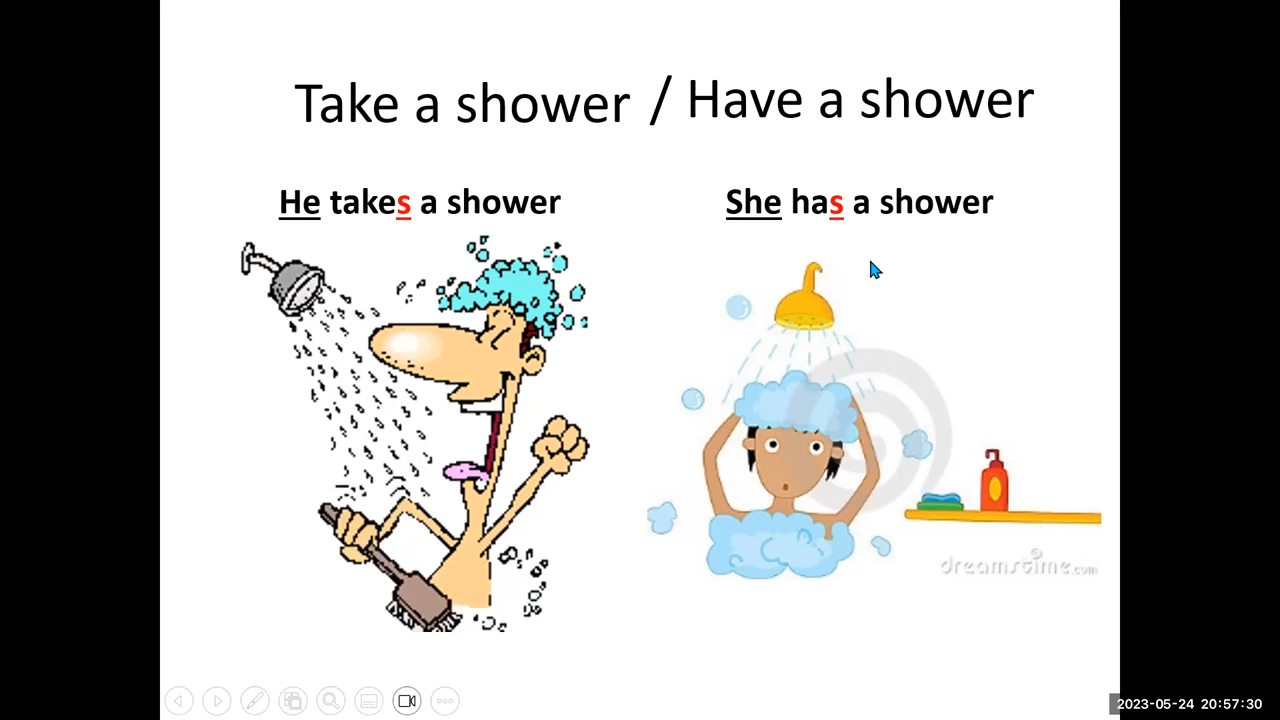 Take a shower / Have a shower
He takes a shower
She has a shower
dreamstime.com
2023-05-24 20:57:30